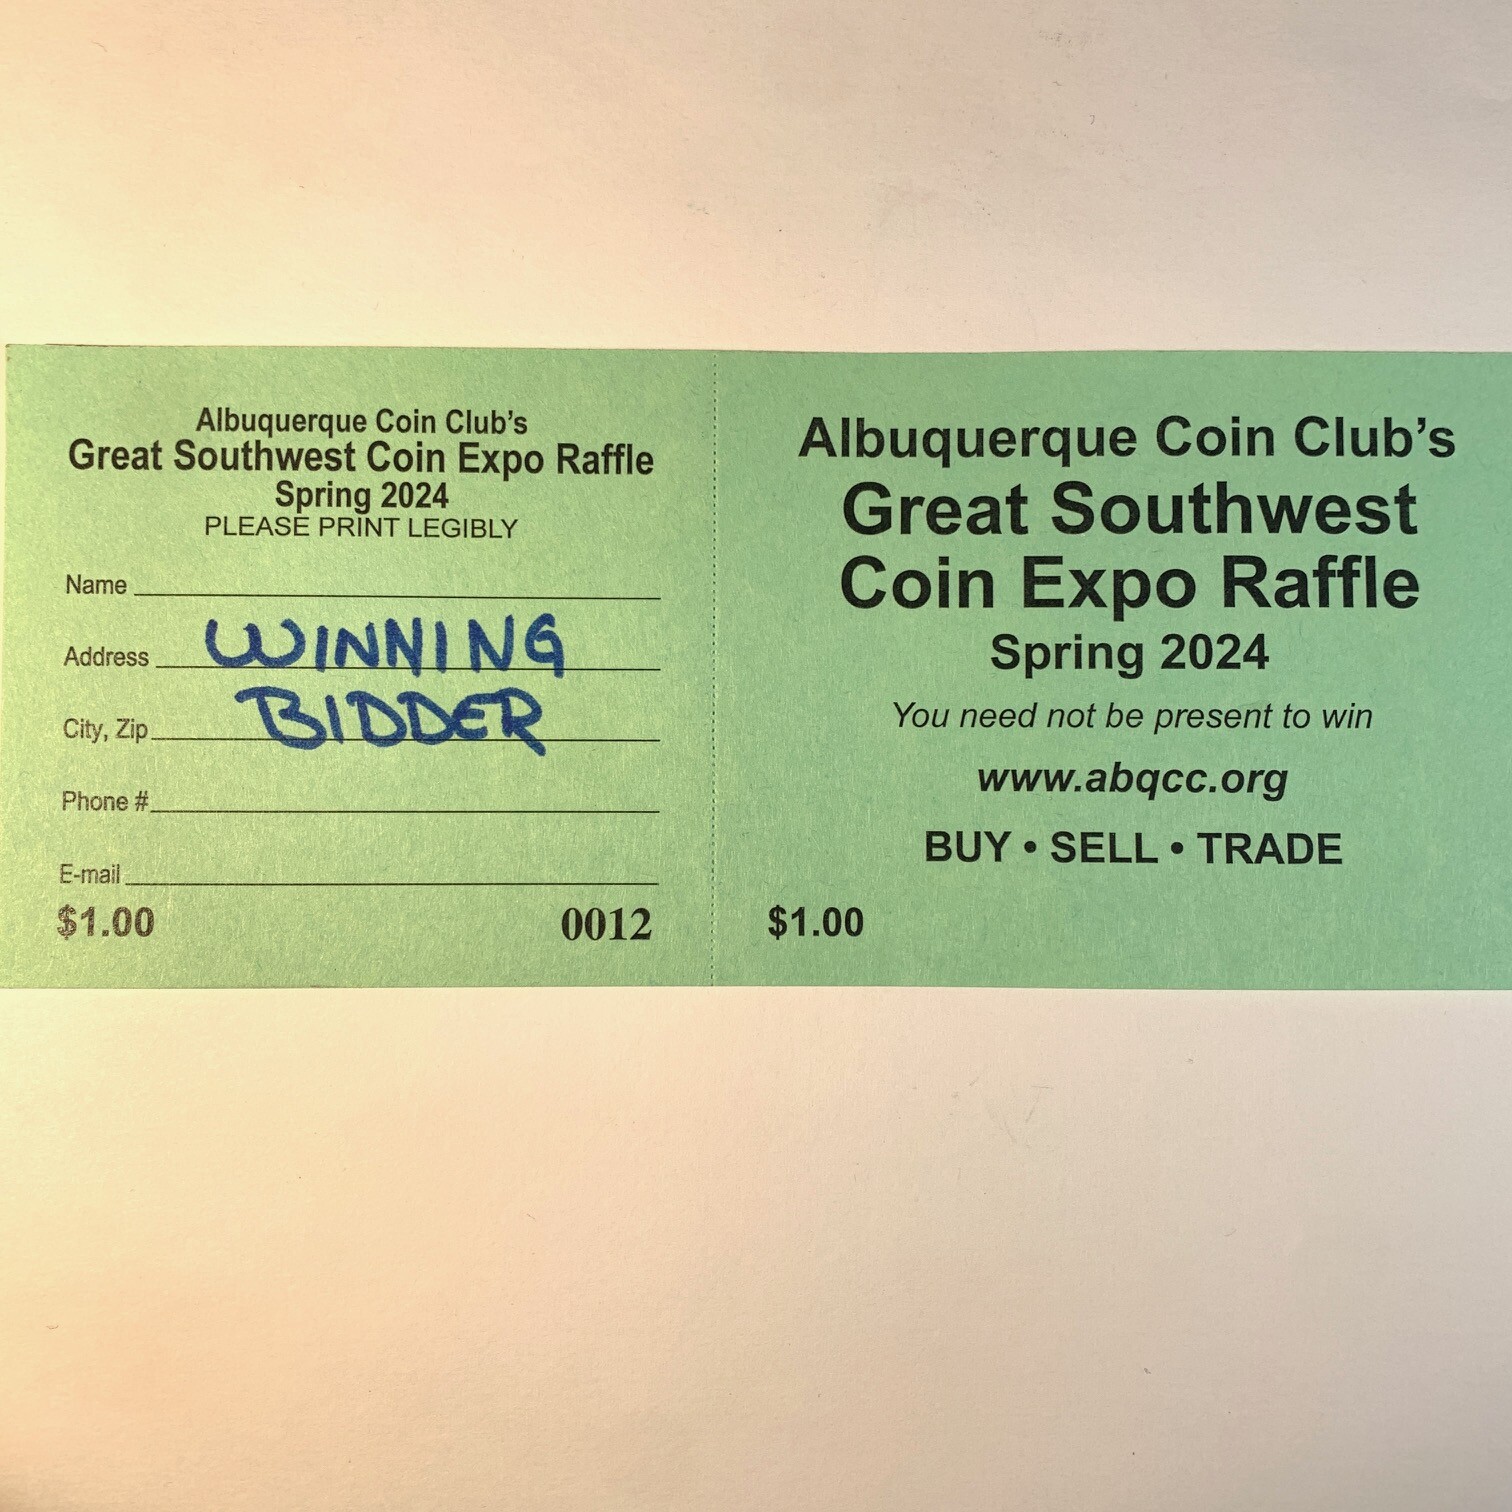 Albuquerque Coin Club's
Great Southwest Coin Expo Raffle
Spring 2024
PLEASE PRINT LEGIBLY
Name
Address WINNING
City, Zip BIDDER
Phone #
E-mail
$1.00 0012
Albuquerque Coin Club's
Great Southwest
Coin Expo Raffle
Spring 2024
You need not be present to win
www.abqcc.org
BUY • SELL • TRADE
$1.00